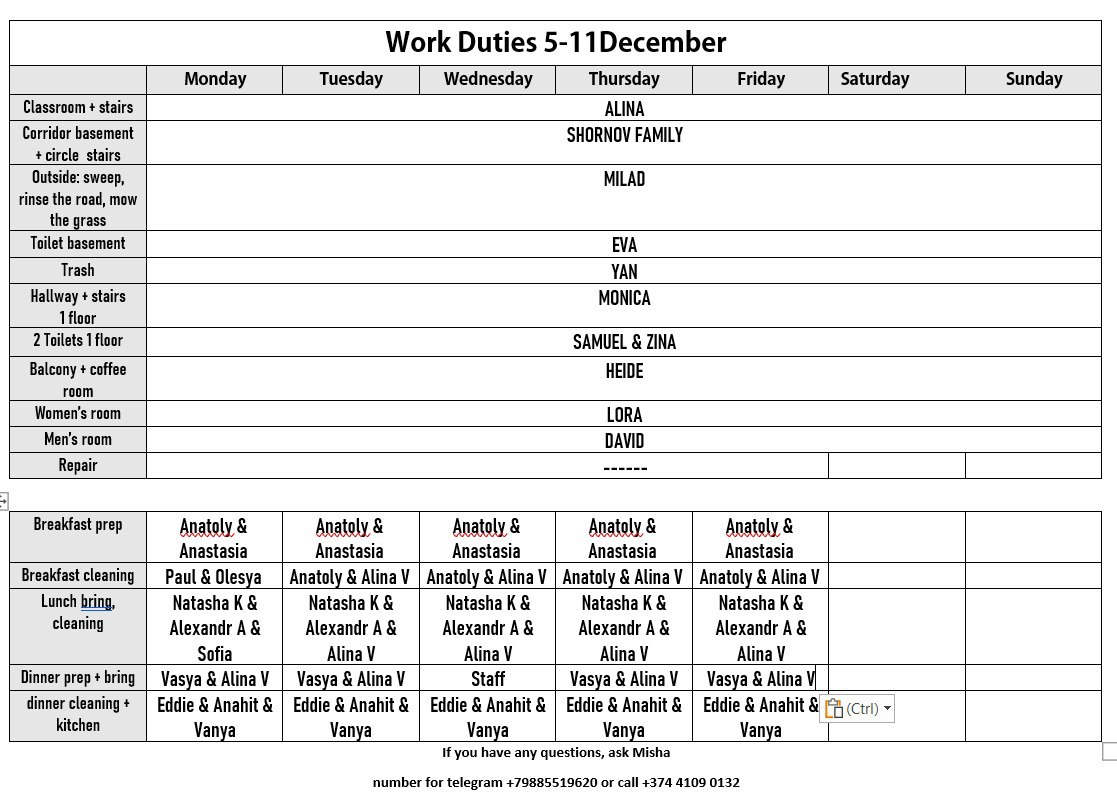 Work Duties 5-11December
Monday Tuesday Wednesday Thursday Friday Saturday Sunday
Classroom + stairs ALINA
Corridor basement SHORNOV FAMILY
+ circle stairs
Outside: sweep, MILAD
rinse the road, mow
the grass
Toilet basement EVA
Trash YAN
Hallway + stairs MONICA
1 floor
2 Toilets 1 floor SAMUEL & ZINA
Balcony + coffee HEIDE
room
Women's room LORA
Men's room DAVID
Repair ------
Breakfast prep Anatoly & Anatoly & Anatoly & Anatoly & Anatoly &
Anastasia Anastasia Anastasia Anastasia Anastasia
Breakfast cleaning Paul & Olesya Anatoly & Alina V Anatoly & Alina V Anatoly & Alina V Anatoly & Alina V
Lunch bring, Natasha K & Natasha K & Natasha K & Natasha K & Natasha K &
cleaning Alexandr A & Alexandr A & Alexandr A & Alexandr A & Alexandr A &
Sofia Alina V Alina V Alina V Alina V
Dinner prep + bring Vasya & Alina V Vasya & Alina V Staff Vasya & Alina V Vasya & Alina V
dinner cleaning + Eddie & Anahit & Eddie & Anahit & Eddie & Anahit & Eddie & Anahit & Eddie & Anahit &
kitchen Vanya Vanya Vanya Vanya Vanya
(Ctrl)
If you have any questions, ask Misha
number for telegram +79885519620 or call +374 4109 0132